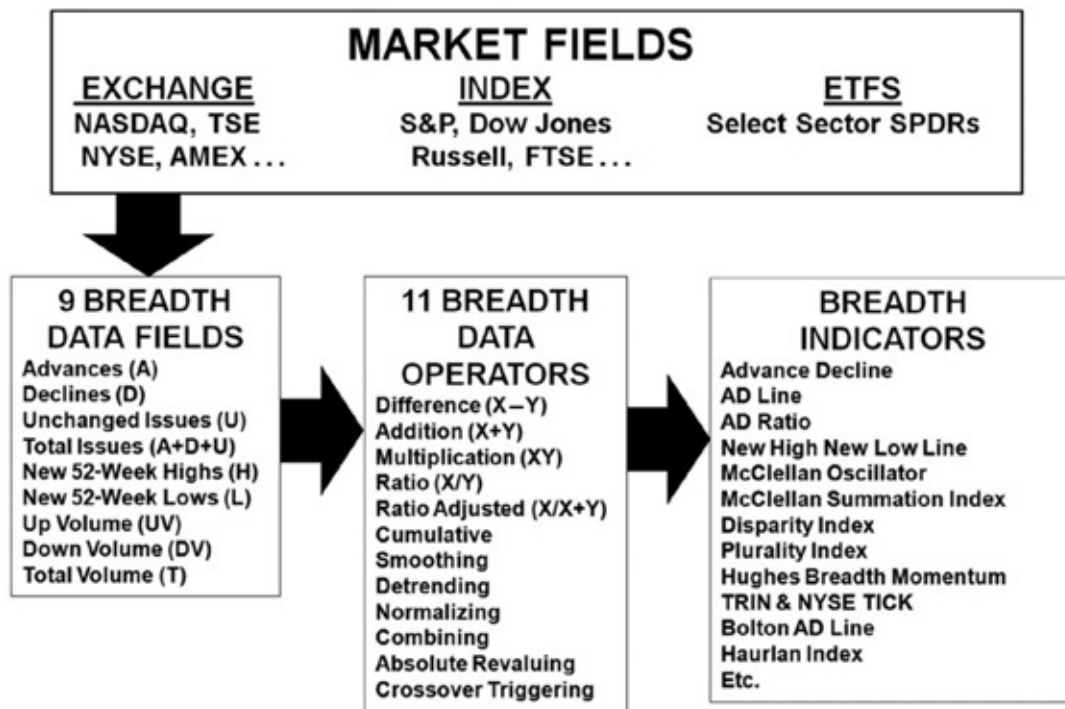 MARKET FIELDS
EXCHANGE
NASDAQ, TSE
NYSE, AMEX ...
INDEX
S&P, Dow Jones
Russell, FTSE ...
ETFS
Select Sector SPDRs
9 BREADTH
DATA FIELDS
Advances (A)
Declines (D)
Unchanged Issues (U)
Total Issues (A+D+U)
New 52-Week Highs (H)
New 52-Week Lows (L)
Up Volume (UV)
Down Volume (DV)
Total Volume (T)
11 BREADTH
DATA
OPERATORS
Difference (X–Y)
Addition (X+Y)
Multiplication (XY)
Ratio (X/Y)
Ratio Adjusted (X/X+Y)
Cumulative
Smoothing
Detrending
Normalizing
Combining
Absolute Revaluing
Crossover Triggering
BREADTH
INDICATORS
Advance Decline
AD Line
AD Ratio
New High New Low Line
McClellan Oscillator
McClellan Summation Index
Disparity Index
Plurality Index
Hughes Breadth Momentum
TRIN & NYSE TICK
Bolton AD Line
Haurlan Index
Etc.